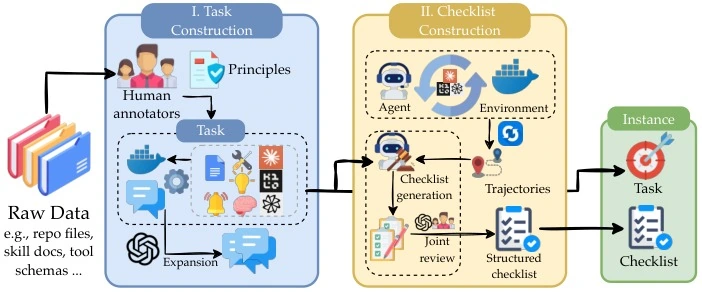 I. Task
Construction
Human
annotators
Principles
Task
Expansion
Raw Data
e.g., repo files,
skill docs, tool
schemas ...
II. Checklist
Construction
Agent
Environment
Checklist
generation
Trajectories
Joint
review
Structured
checklist
Instance
Task
Checklist